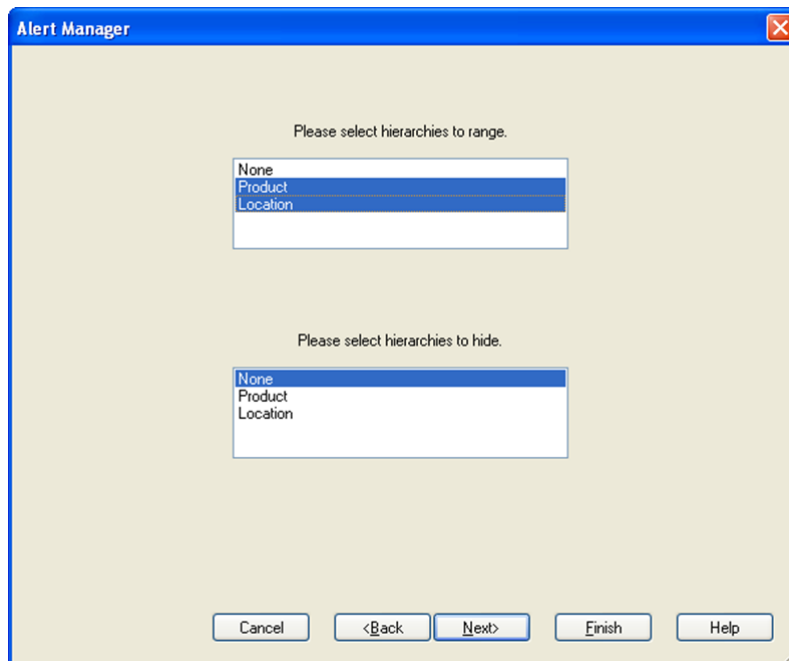 Alert Manager
Please select hierarchies to range.
None
Product
Location
Please select hierarchies to hide.
None
Product
Location
Cancel <Back Next> Finish Help